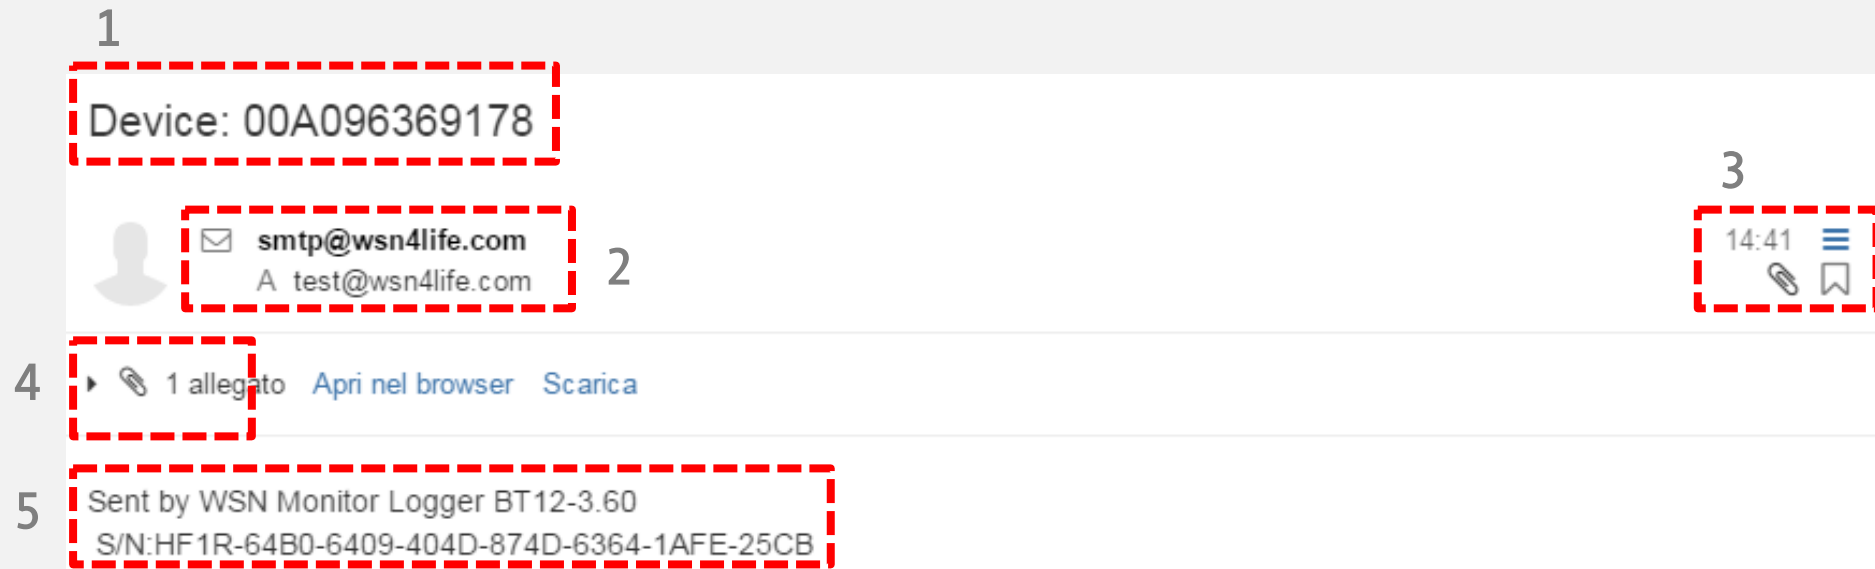 1
Device: 00A096369178
3
smtp@wsn4life.com
14:41
2
A test@wsn4life.com
4
1 allegato Apri nel browser Scarica
5
Sent by WSN Monitor Logger BT12-3.60
S/N:HF1R-64B0-6409-404D-874D-6364-1AFE-25CB